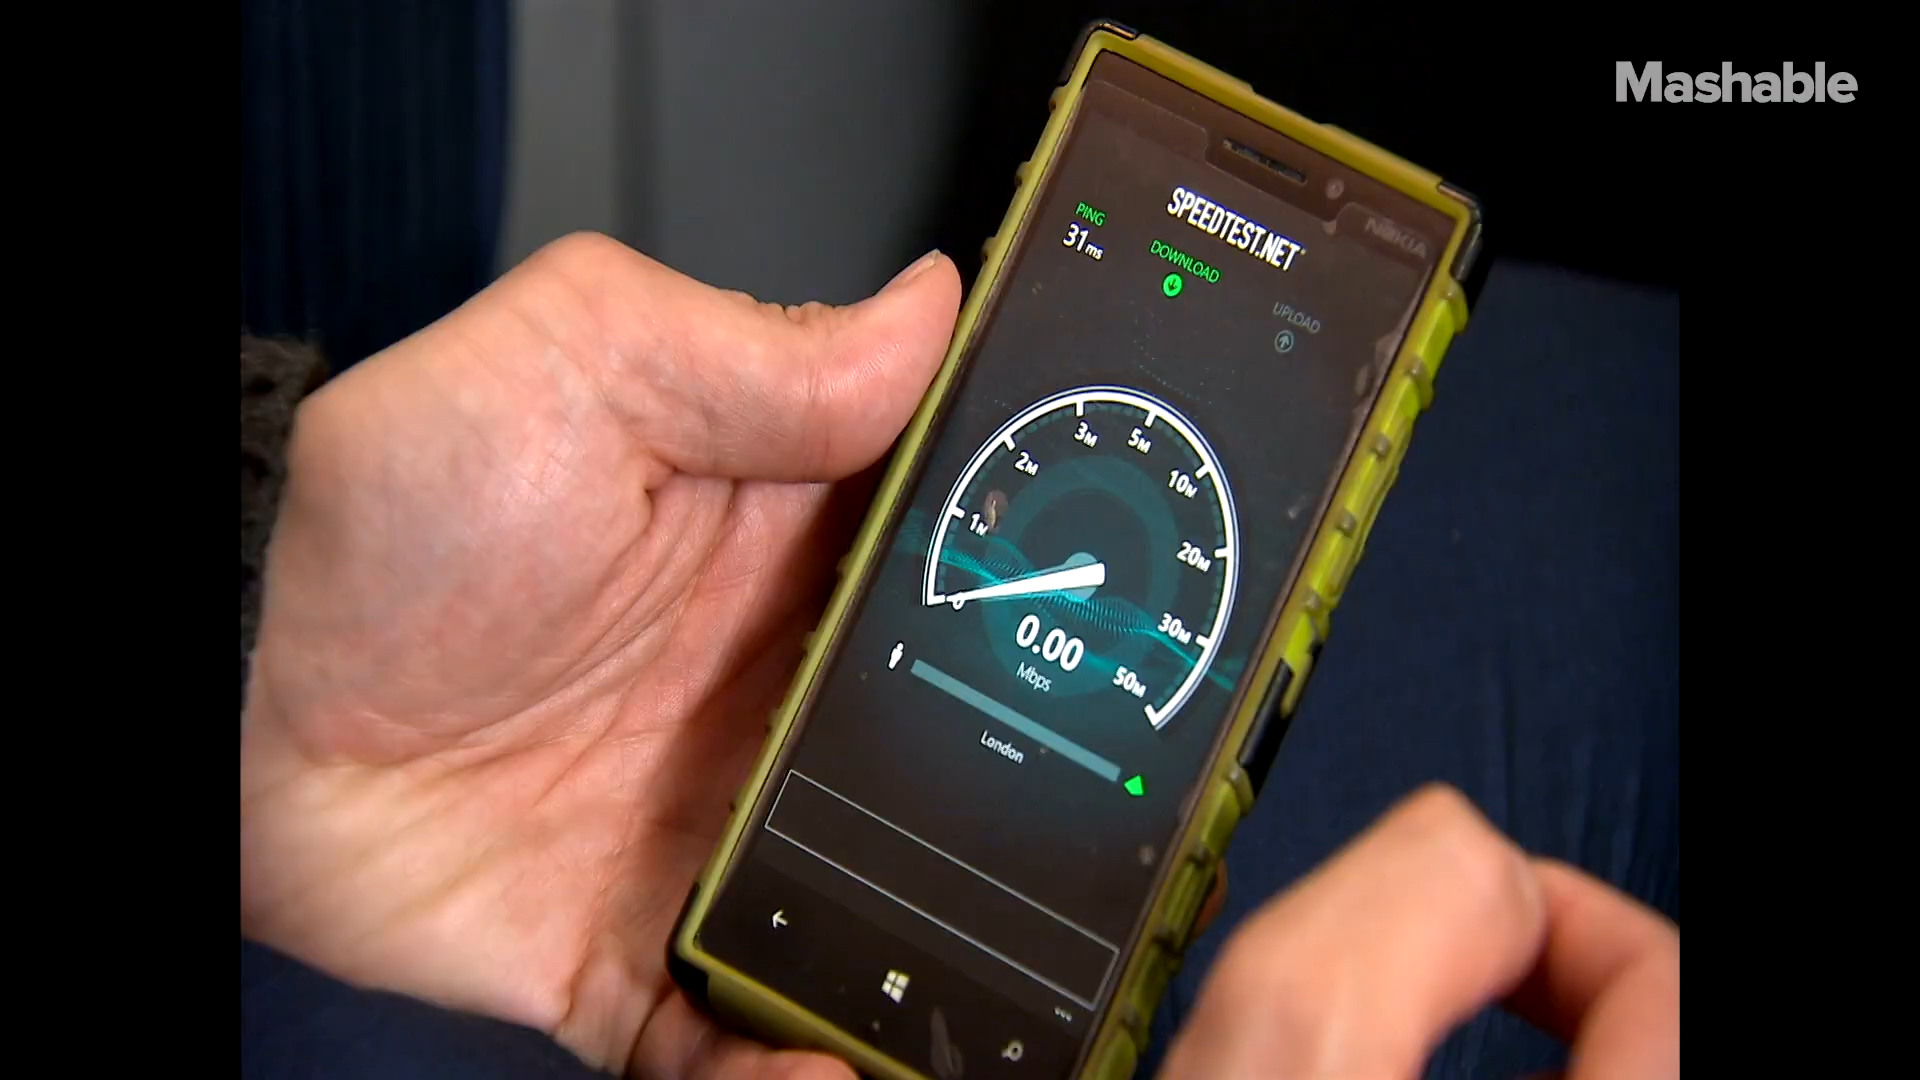 Mashable
NOKIA
SPEEDTEST.NET
PING
31ms
DOWNLOAD
UPLOAD
0
1M
2M
3M
5M
10M
20M
30M
50M
0.00
Mbps
London